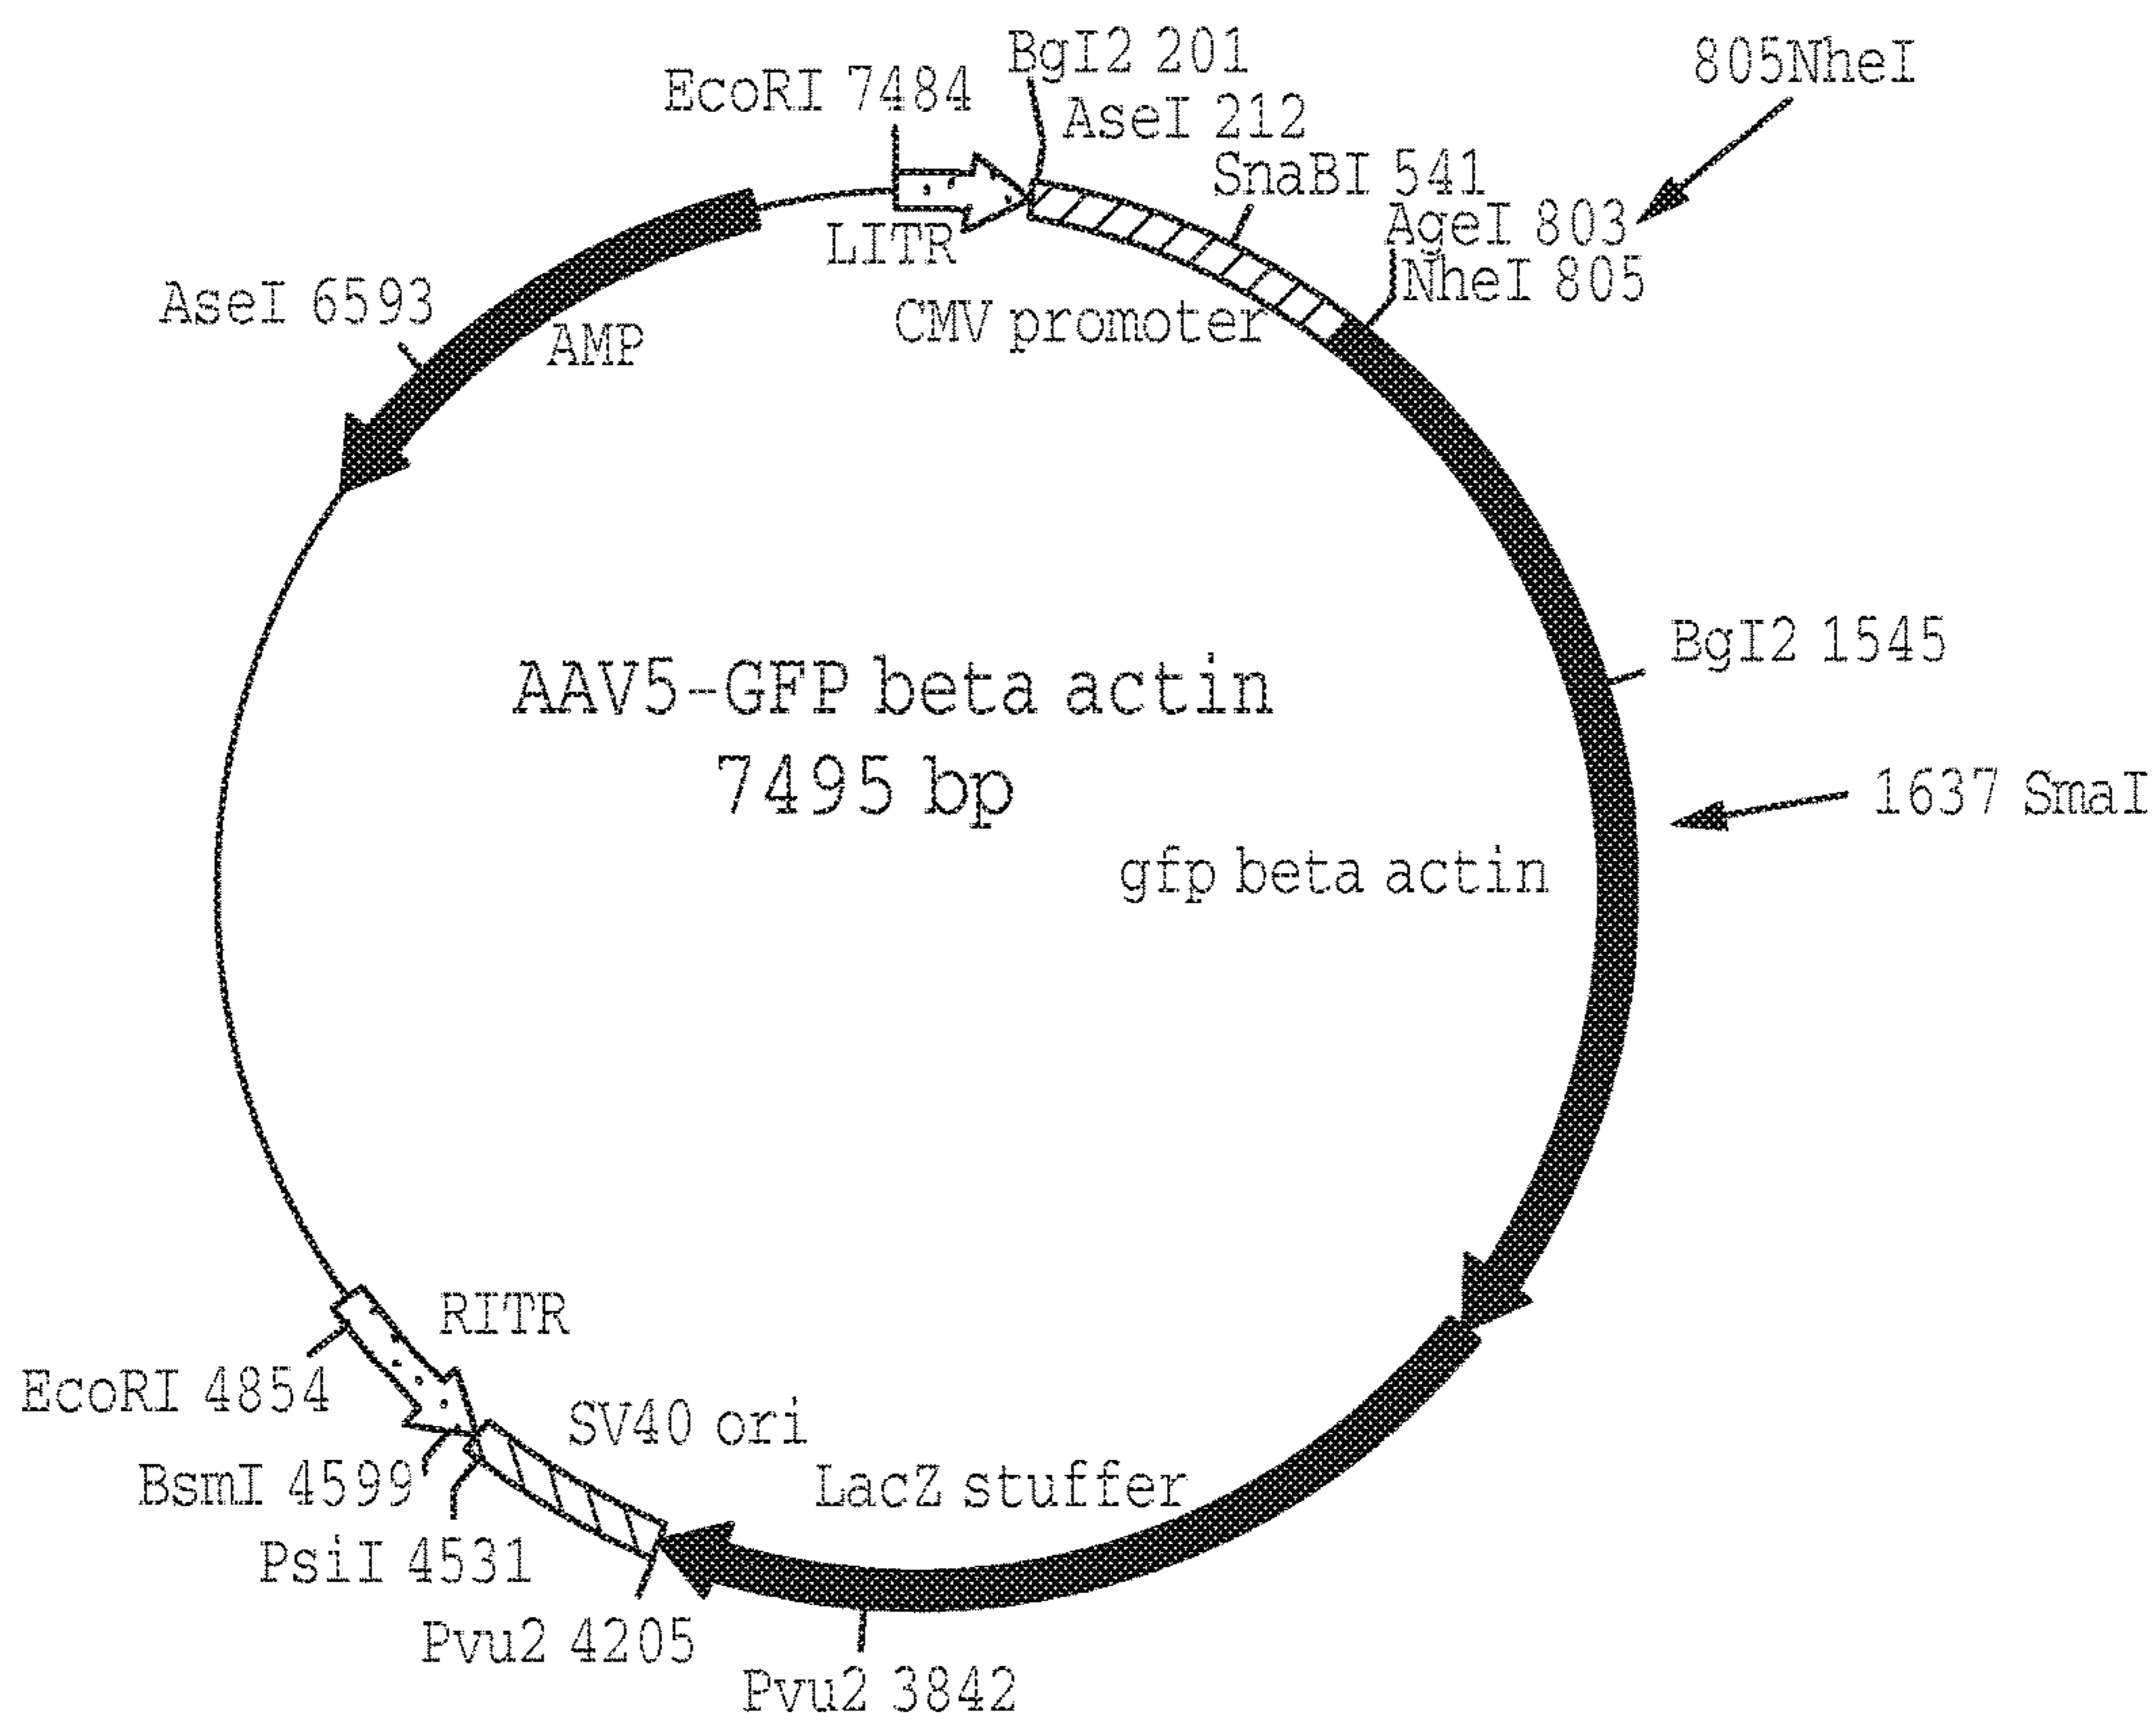 BgI2 201
805NheI
EcoRI 7484
AseI 212
SnaBI 541
AgeI 803
LITR
NheI 805
AseI 6593
CMV promoter
AMP
BgI2 1545
AAV5-GFP beta actin
7495 bp
1637 SmaI
gfp beta actin
RITR
EcoRI 4854
SV40 ori
BsmI 4599
LacZ stuffer
PsiI 4531
Pvu2 4205
Pvu2 3842